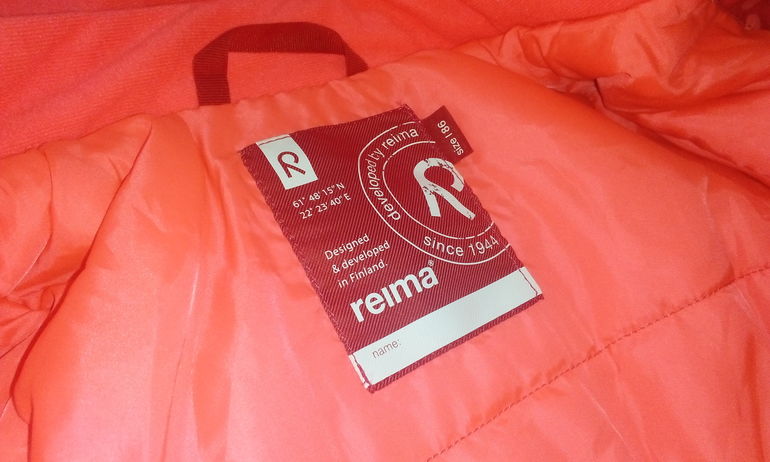 R
61° 48' 15" N
22° 23' 40" E
Designed
& developed
in Finland.
reima®
name:
developed by reima
R
since 1944
size | 86